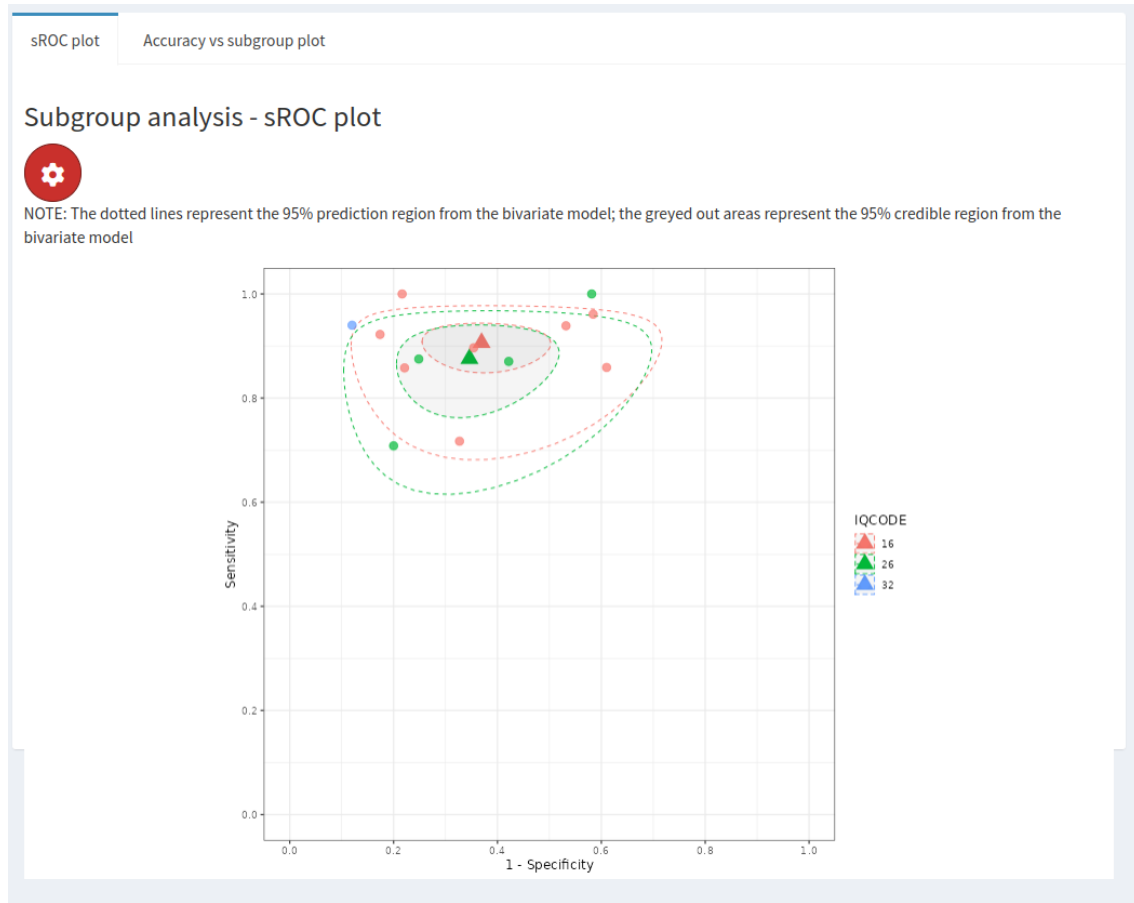 sROC plot
Accuracy vs subgroup plot
Subgroup analysis - sROC plot
NOTE: The dotted lines represent the 95% prediction region from the bivariate model; the greyed out areas represent the 95% credible region from the
bivariate model
1.0
0.8
0.6
0.4
0.2
0.0
Sensitivity
0.0
0.2
0.4
0.6
0.8
1.0
1 - Specificity
IQCODE
16
26
32